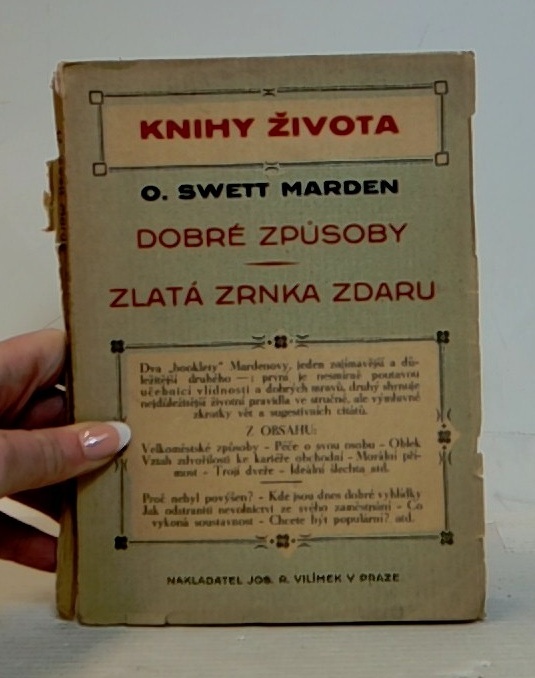 KNIHY ŽIVOTA
O. SWETT MARDEN
DOBRÉ ZPŮSOBY
ZLATÁ ZRNKA ZDARU
Dva „booklety" Mardenovy, jeden zajímavější a dů-
ležitější druhého — : první je nesmírně poutavou
učebnicí vlídnosti a dobrých mravů, druhý shrnuje
nejdůležitější životní pravidla ve stručné, ale výmluvné
zkratky vět a sugestivních citátů.
Z OBSAHU:
Velkoměstské způsoby - Péče o svou osobu - Oblek
Vztah zdvořilosti ke kartéře obchodní - Morální pří-
most - Trojí dveře - Ideální šlechta atd.
Proč nebyl povýšen? - Kde jsou dnes dobré vyhlídky
Jak odstraniti nevolnictví ze svého zaměstnání - Co
vykoná soustavnost - Chcete být populární? atd.
NAKLADATEL JOS. R. VILÍMEK V PRAZE